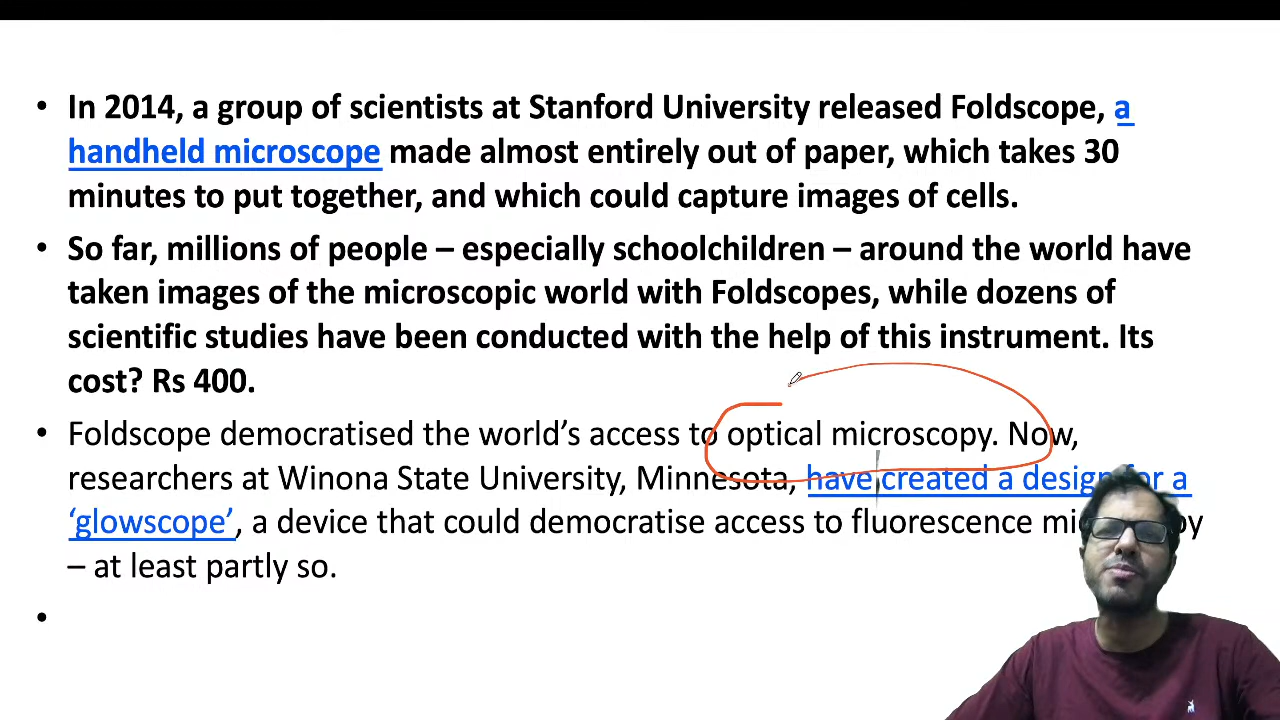 • In 2014, a group of scientists at Stanford University released Foldscope, a
handheld microscope made almost entirely out of paper, which takes 30
minutes to put together, and which could capture images of cells.
• So far, millions of people – especially schoolchildren – around the world have
taken images of the microscopic world with Foldscopes, while dozens of
scientific studies have been conducted with the help of this instrument. Its
cost? Rs 400.
• Foldscope democratised the world’s access to optical microscopy. Now,
researchers at Winona State University, Minnesota, have created a design for a
‘glowscope’, a device that could democratise access to fluorescence
– at least partly so.
•